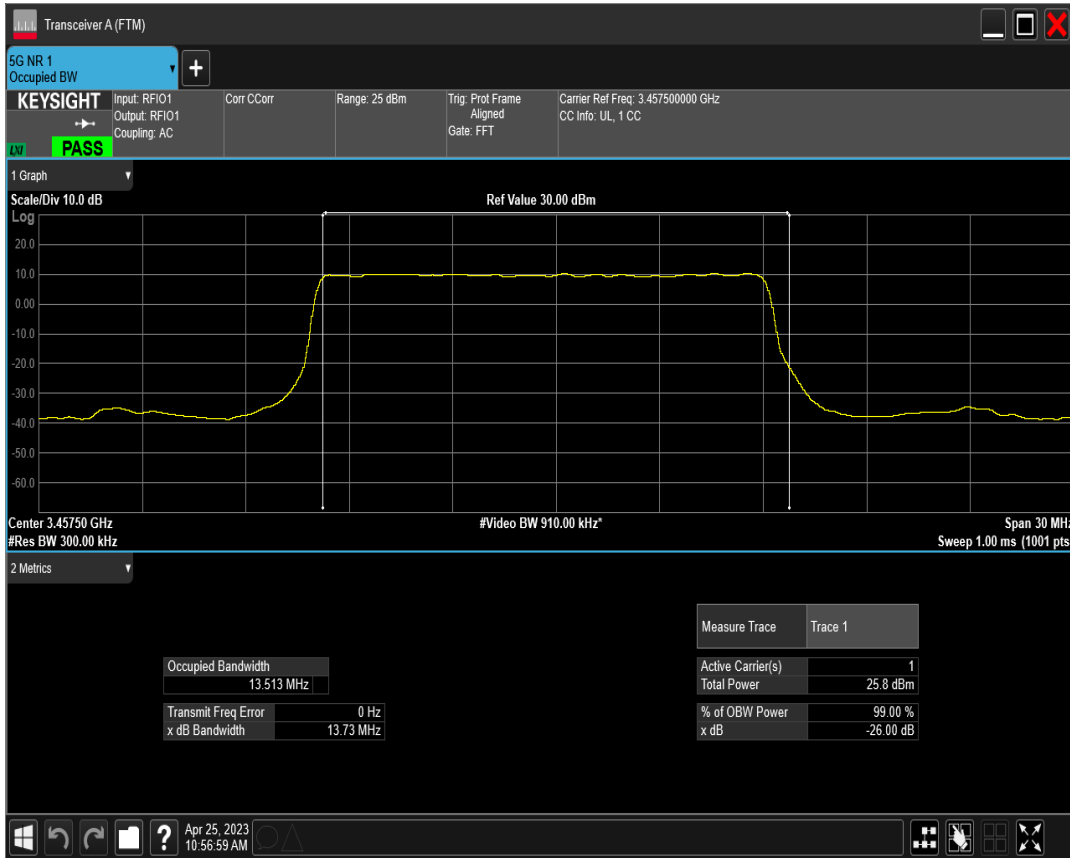 Transceiver A (FTM)
5G NR 1
Occupied BW
+
KEYSIGHT
LXI
PASS
Input: RFIO1
Output: RFIO1
Coupling: AC
Corr CCorr
Range: 25 dBm
Trig: Prot Frame
Aligned
Gate: FFT
Carrier Ref Freq: 3.457500000 GHz
CC Info: UL, 1 CC
1 Graph
Scale/Div 10.0 dB
Ref Value 30.00 dBm
Log
20.0
10.0
0.00
-10.0
-20.0
-30.0
-40.0
-50.0
-60.0
Center 3.45750 GHz
#Video BW 910.00 kHz*
Span 30 MHz
#Res BW 300.00 kHz
Sweep 1.00 ms (1001 pts
2 Metrics
Measure Trace Trace 1
Occupied Bandwidth
13.513 MHz
Active Carrier(s) 1
Total Power 25.8 dBm
Transmit Freq Error 0 Hz
x dB Bandwidth 13.73 MHz
% of OBW Power 99.00 %
x dB -26.00 dB
?
Apr 25, 2023
10:56:59 AM